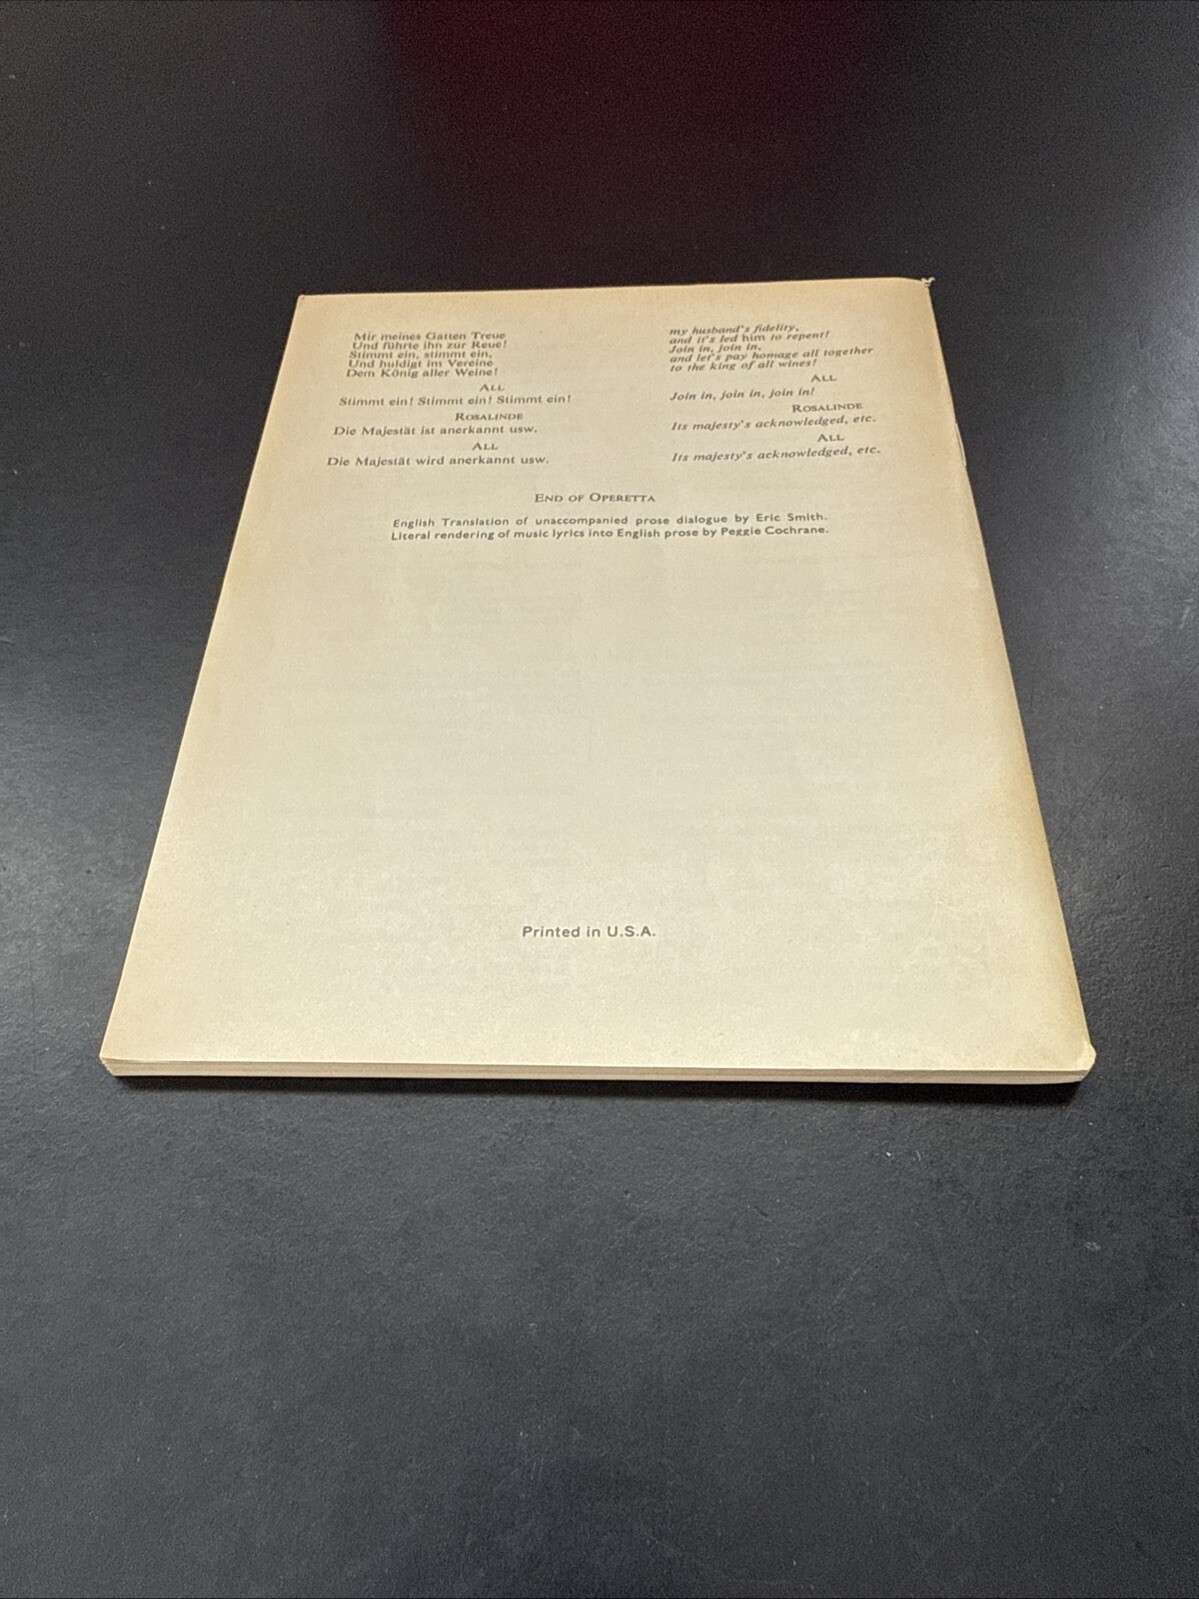 Mir meines Gatten Treue
Und führte ihn zur Reue!
Stimmt ein, stimmt ein,
Und huldigt im Vereine
Dem König aller Weine!
ALL
Stimmt ein! Stimmt ein! Stimmt ein!
ROSALINDE
Die Majestät ist anerkannt usw.
ALL
Die Majestät wird anerkannt usw.
my husband's fidelity,
and it's led him to repent!
Join in, join in,
and let's pay homage all together
to the king of all wines!
ALL
Join in, join in, join in!
ROSALINDE
Its majesty's acknowledged, etc.
ALL
Its majesty's acknowledged, etc.
END OF OPERETTA
English Translation of unaccompanied prose dialogue by Eric Smith.
Literal rendering of music lyrics into English prose by Peggie Cochrane.
Printed in U.S.A.